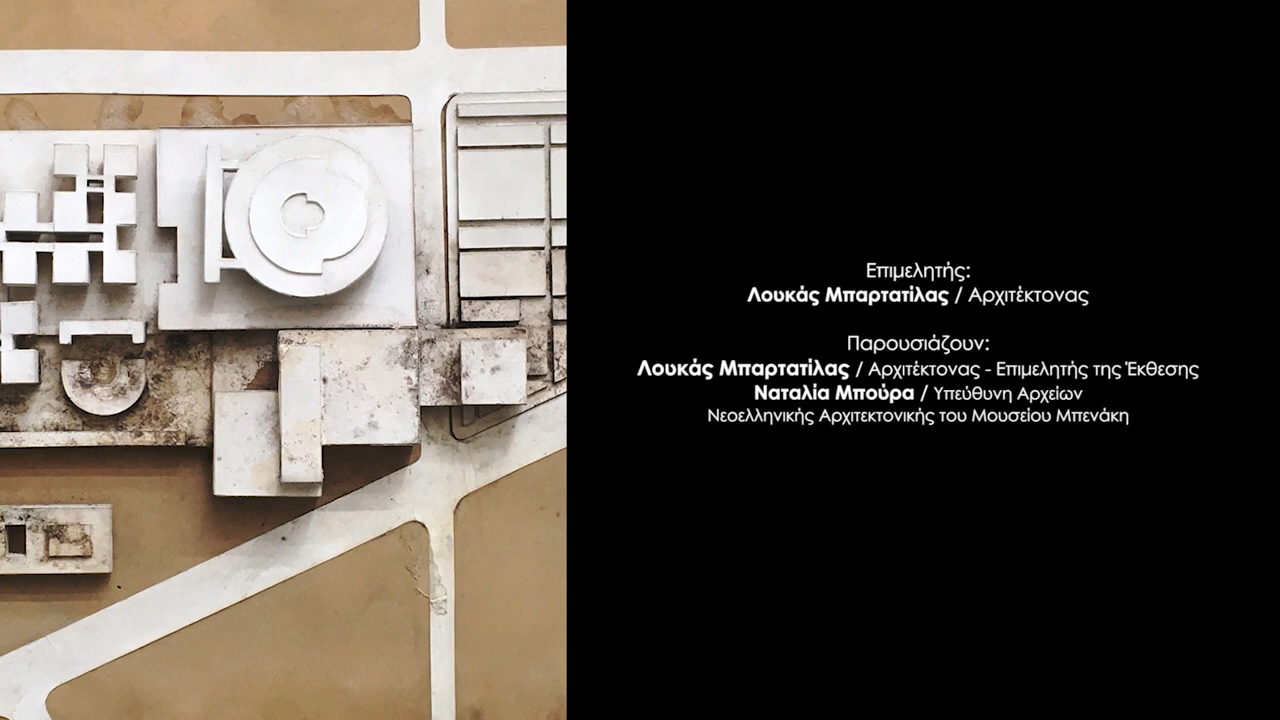 Επιμελητής:
Λουκάς Μπαρτατίλας / Αρχιτέκτονας
Παρουσιάζουν:
Λουκάς Μπαρτατίλας / Αρχιτέκτονας - Επιμελητής της Έκθεσης
Ναταλία Μπούρα / Υπεύθυνη Αρχείων
Νεοελληνικής Αρχιτεκτονικής του Μουσείου Μπενάκη